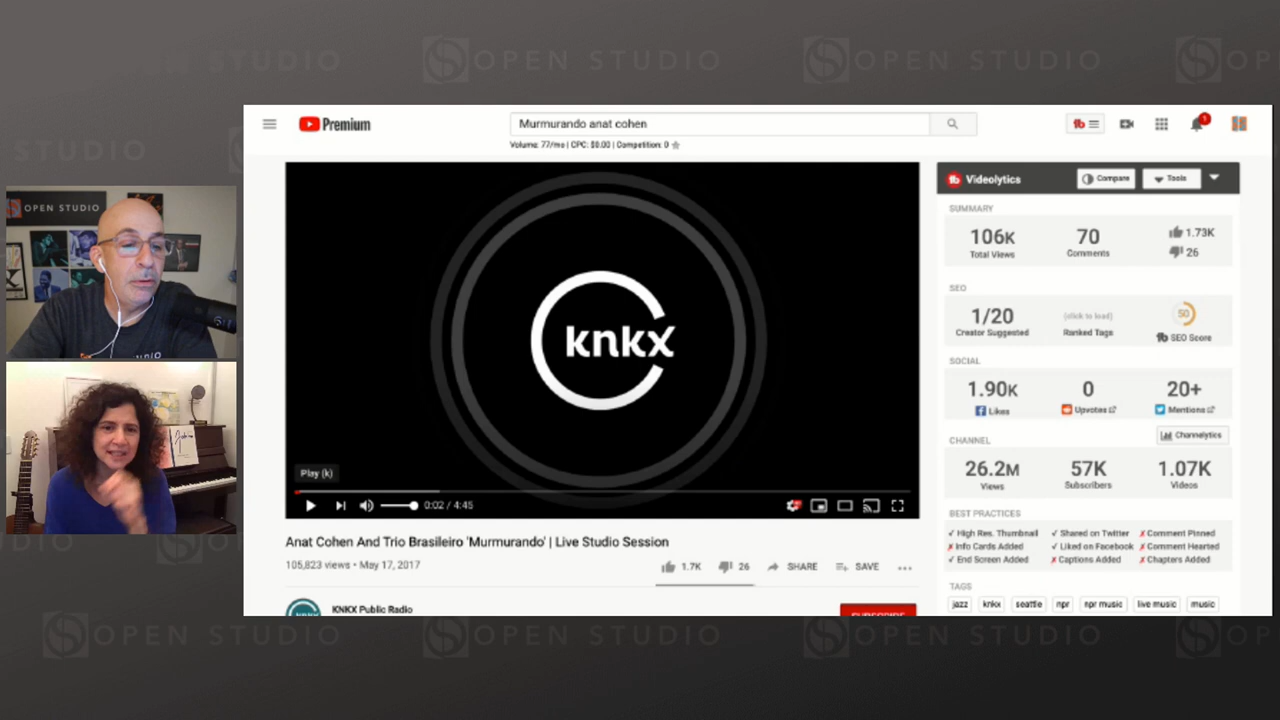 OPEN STUDIO
OPEN STUDIO
OPEN STUDIO
STUDIO
OPEN STUDIO
Premium
Murmurando anat cohen
Volume: 77/mo | CPC: $0.00 | Competition: 0
1
knkx
Play (k)
0:02 / 4:45
Anat Cohen And Trio Brasileiro 'Murmurando' | Live Studio Session
105,823 views • May 17, 2017
1.7K 26 SHARE SAVE
KNKX Public Radio
SUBSCRIBE
Videolytics Compare Tools
SUMMARY
106K 70 1.73K
Total Views Comments 26
SEO
1/20 (click to load) 50
Creator Suggested Ranked Tags SEO Score
SOCIAL
1.90K 0 20+
Likes Upvotes Mentions
CHANNEL Channelytics
26.2M 57K 1.07K
Views Subscribers Videos
BEST PRACTICES
✓ High Res. Thumbnail ✓ Shared on Twitter ✗ Comment Pinned
✗ Info Cards Added ✓ Liked on Facebook ✗ Comment Hearted
✓ End Screen Added ✗ Captions Added ✗ Chapters Added
TAGS
jazz knkx seattle npr npr music live music music
OPEN STUDIO
OPEN STUDIO
OPEN STUDIO